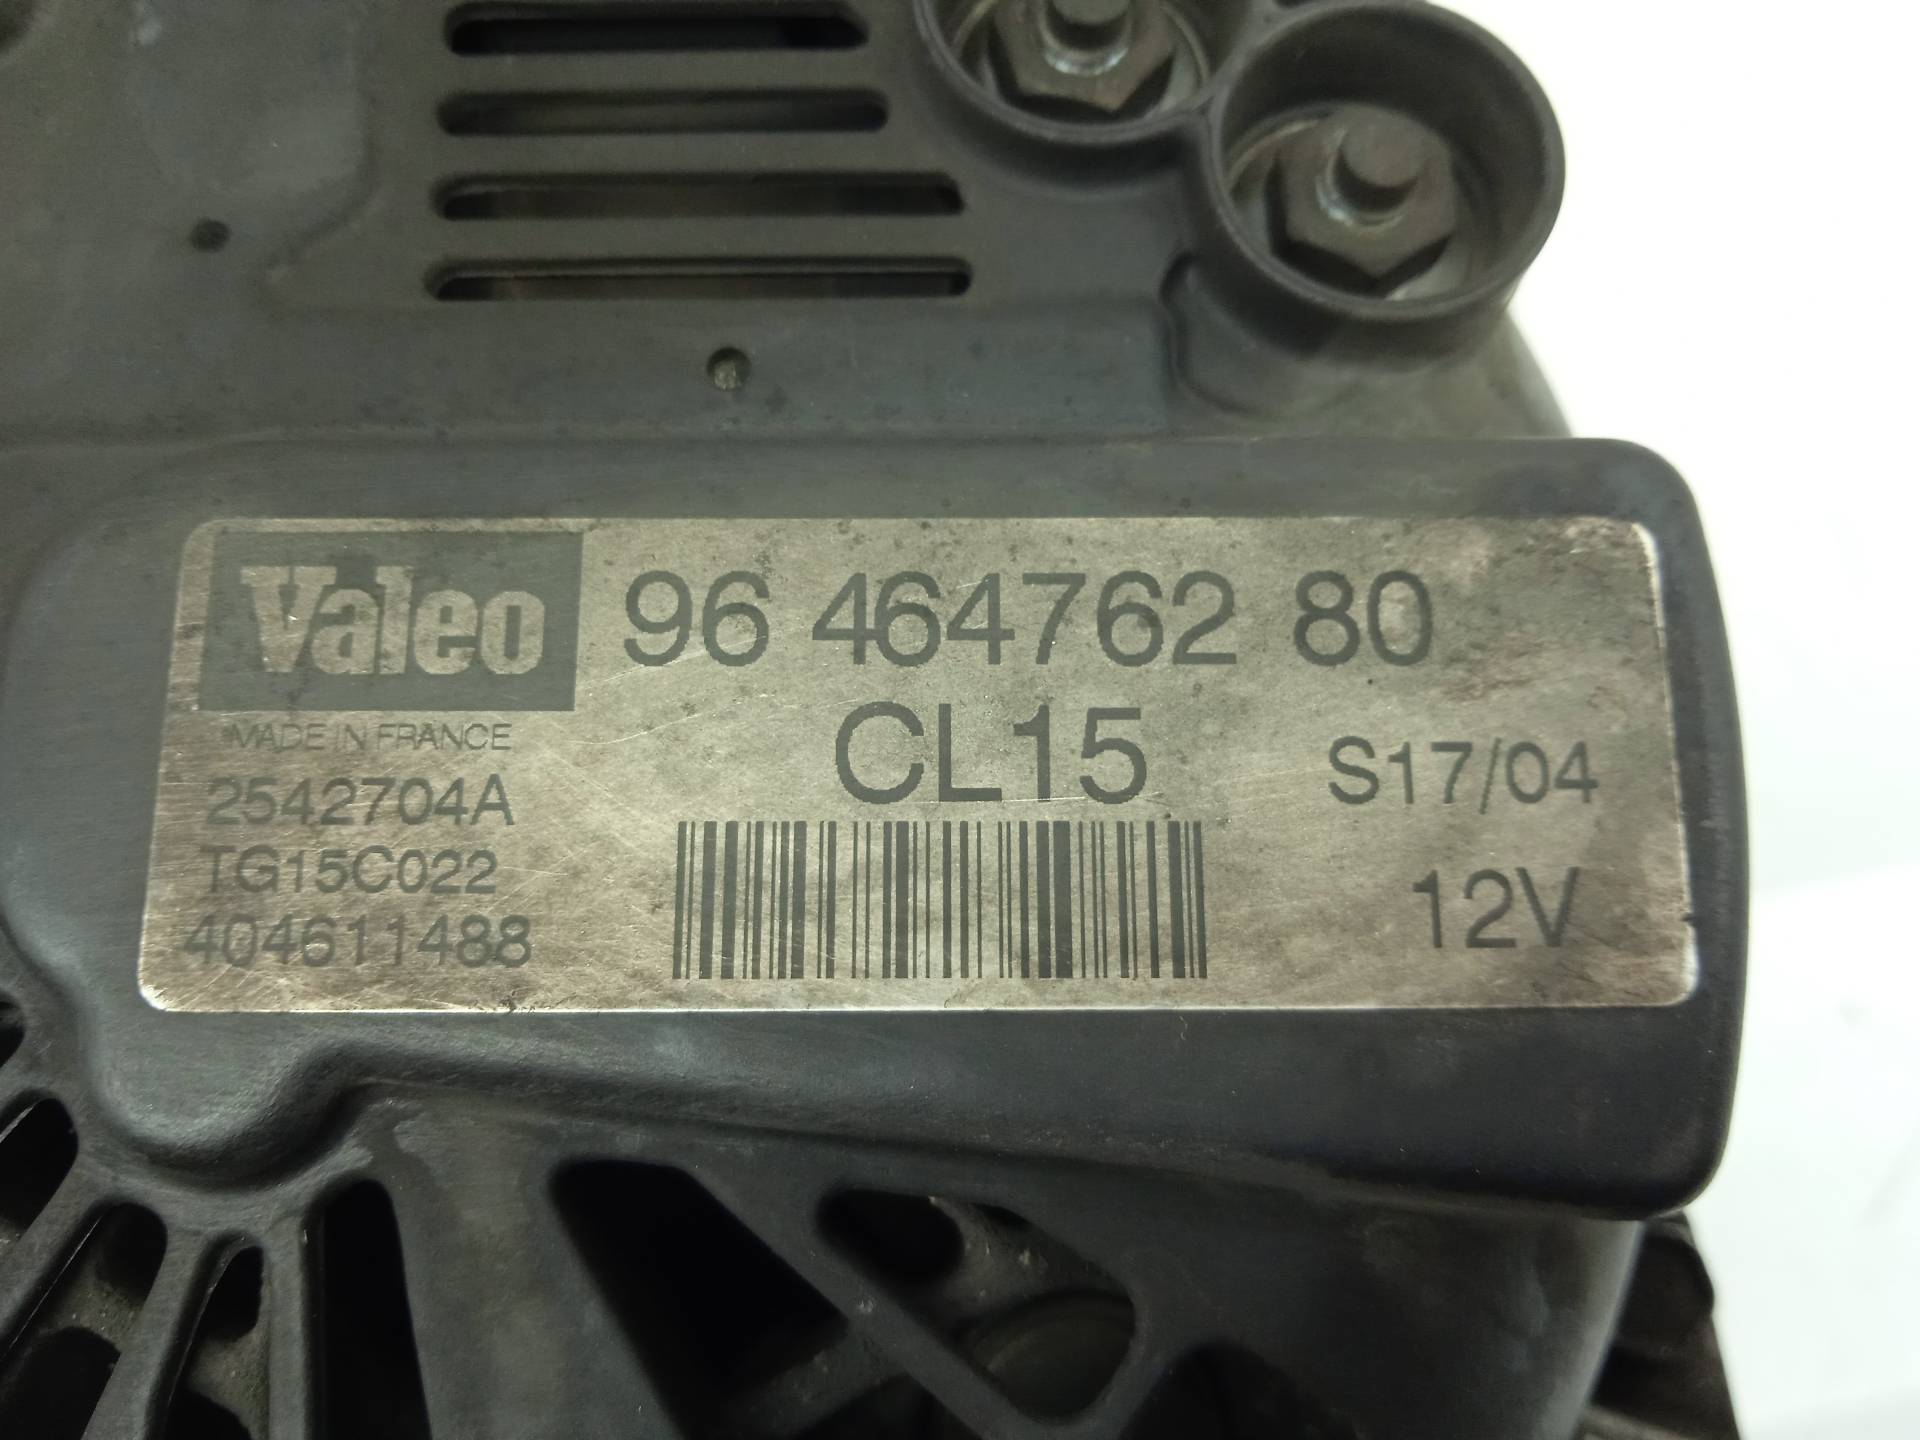 Valeo 96 464762 80
MADE IN FRANCE
CL15
S17/04
2542704A
TG15C022
404611488
12V